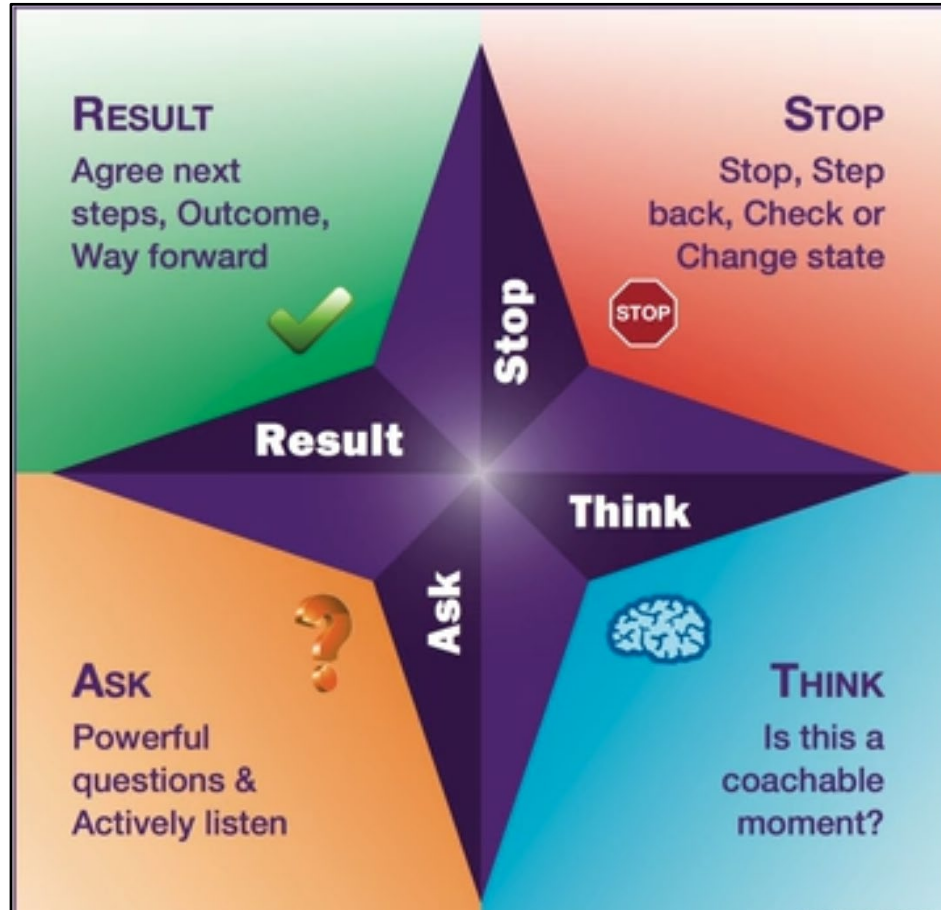 RESULT
Agree next
steps, Outcome,
Way forward
STOP
Stop, Step
back, Check or
Change state
STOP
Stop
Result
Think
Ask
ASK
Powerful
questions &
Actively listen
THINK
Is this a
coachable
moment?